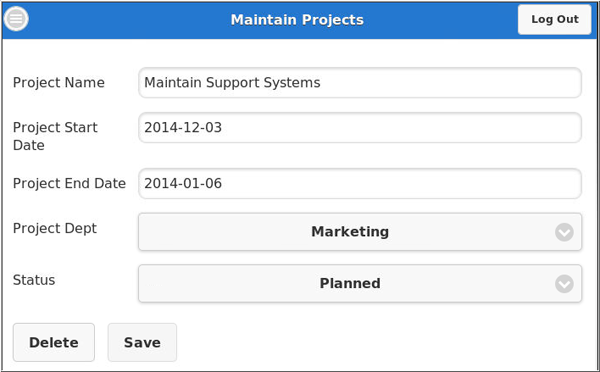 Maintain Projects
Log Out
Project Name
Maintain Support Systems
Project Start
Date
2014-12-03
Project End Date
2014-01-06
Project Dept
Marketing
Status
Planned
Delete
Save